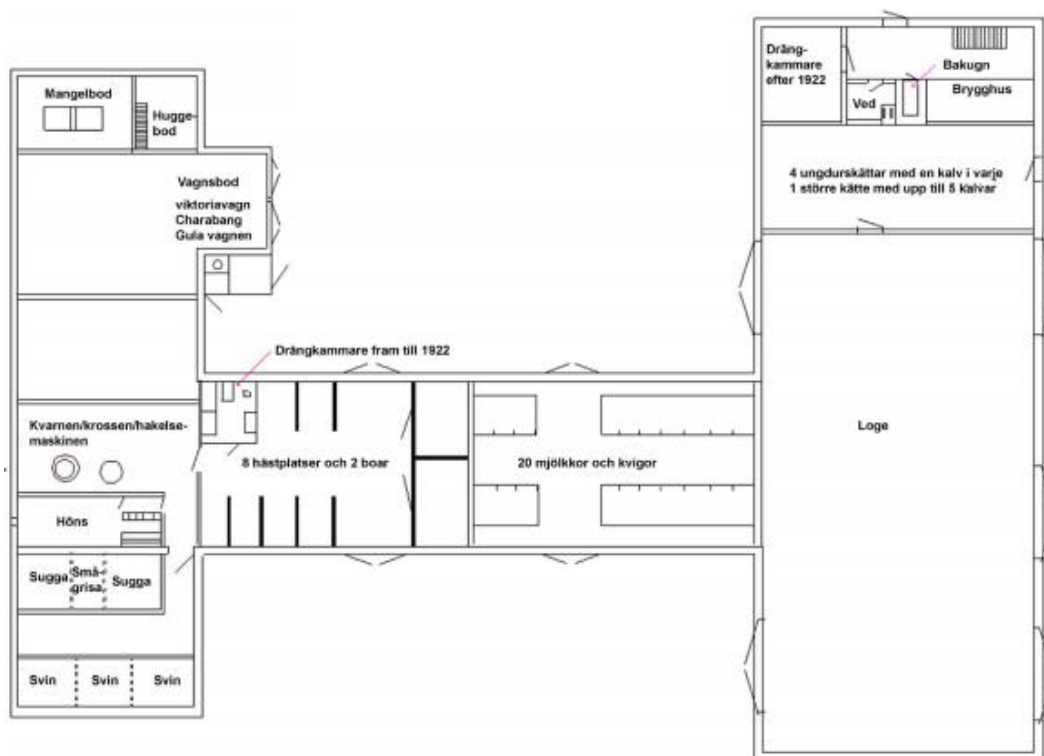 Mangelbod
Hugge-
bod
Vagnsbod
viktoriavagn
Charabang
Gula vagnen
Drängkammare fram till 1922
Kvarnen/krossen/hakelse-
maskinen
8 hästplatser och 2 boar
20 mjölkkor och kvigor
Höns
Sugga
Små-
grisa
Sugga
Svin
Svin
Svin
Dräng-
kammare
efter 1922
Bakugn
Ved
Brygghus
4 ungdurskättar med en kalv i varje
1 större kätte med upp till 5 kalvar
Loge